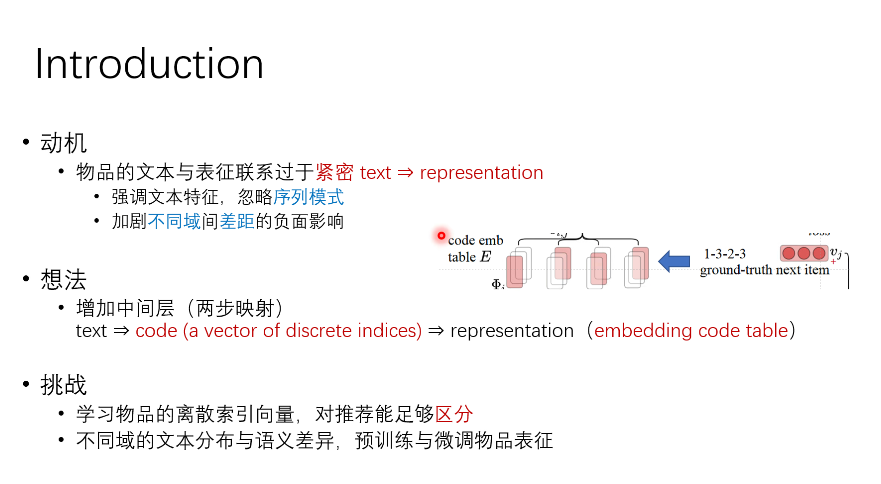 Introduction
• 动机
• 物品的文本与表征联系过于紧密 text ⇒ representation
• 强调文本特征，忽略序列模式
• 加剧不同域间差距的负面影响
code emb
table E
1-3-2-3
ground-truth next item
v_j
+
• 想法
• 增加中间层（两步映射）
text ⇒ code (a vector of discrete indices) ⇒ representation（embedding code table）
• 挑战
• 学习物品的离散索引向量，对推荐能足够区分
• 不同域的文本分布与语义差异，预训练与微调物品表征